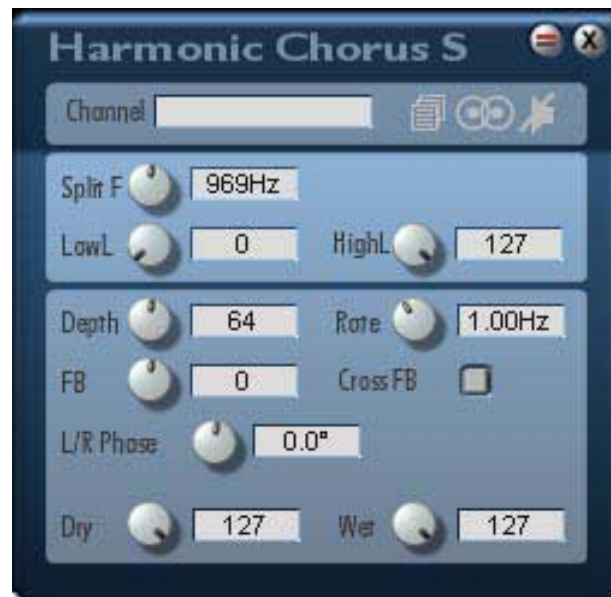 Harmonic Chorus S
Channel
Split F 969Hz
LowL 0 HighL 127
Depth 64 Rate 1.00Hz
FB 0 Cross FB
L/R Phase 0.0°
Dry 127 Wet 127